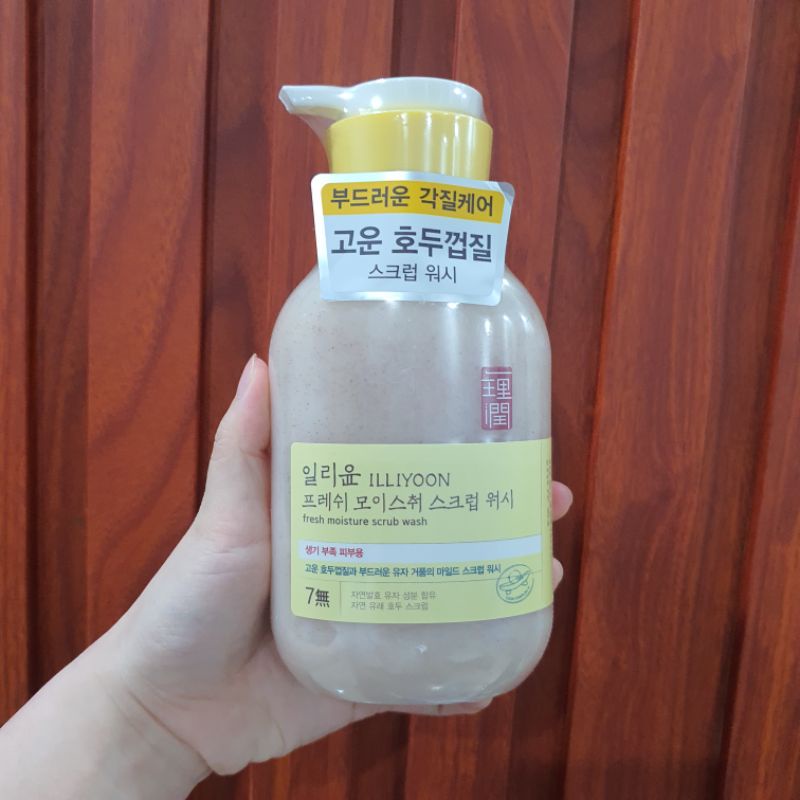 부드러운 각질케어
고운 호두껍질
스크럽 워시
一理潤
일리윤 ILLIYOON
프레쉬 모이스춰 스크럽 워시
fresh moisture scrub wash
생기 부족 피부용
고운 호두껍질과 부드러운 유자 거품의 마일드 스크럽 워시
7無
자연발효 유자 성분 함유
자연 유래 호두 스크럽